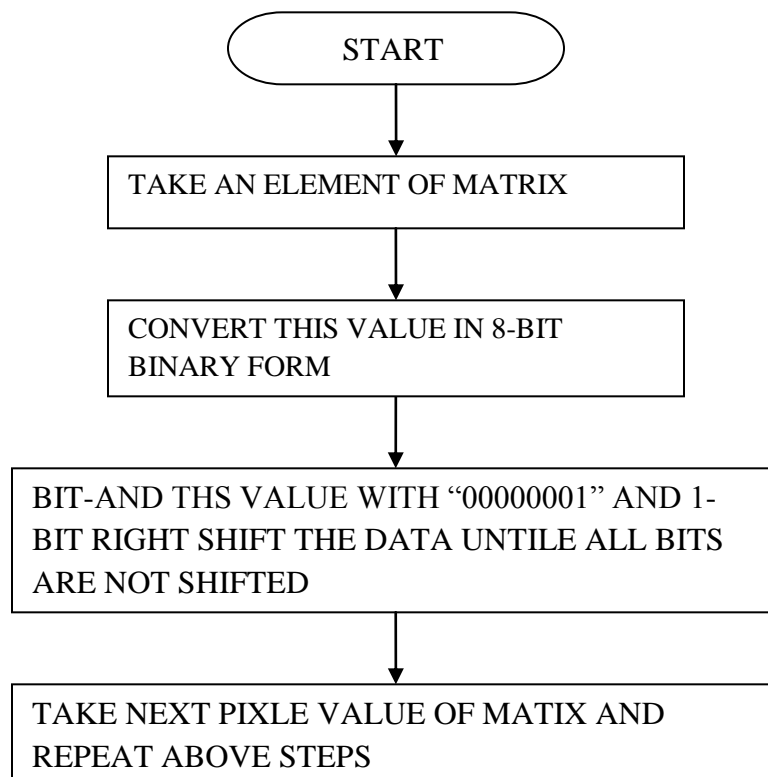 START
TAKE AN ELEMENT OF MATRIX
CONVERT THIS VALUE IN 8-BIT
BINARY FORM
BIT-AND THS VALUE WITH “00000001” AND 1-
BIT RIGHT SHIFT THE DATA UNTILE ALL BITS
ARE NOT SHIFTED
TAKE NEXT PIXLE VALUE OF MATIX AND
REPEAT ABOVE STEPS